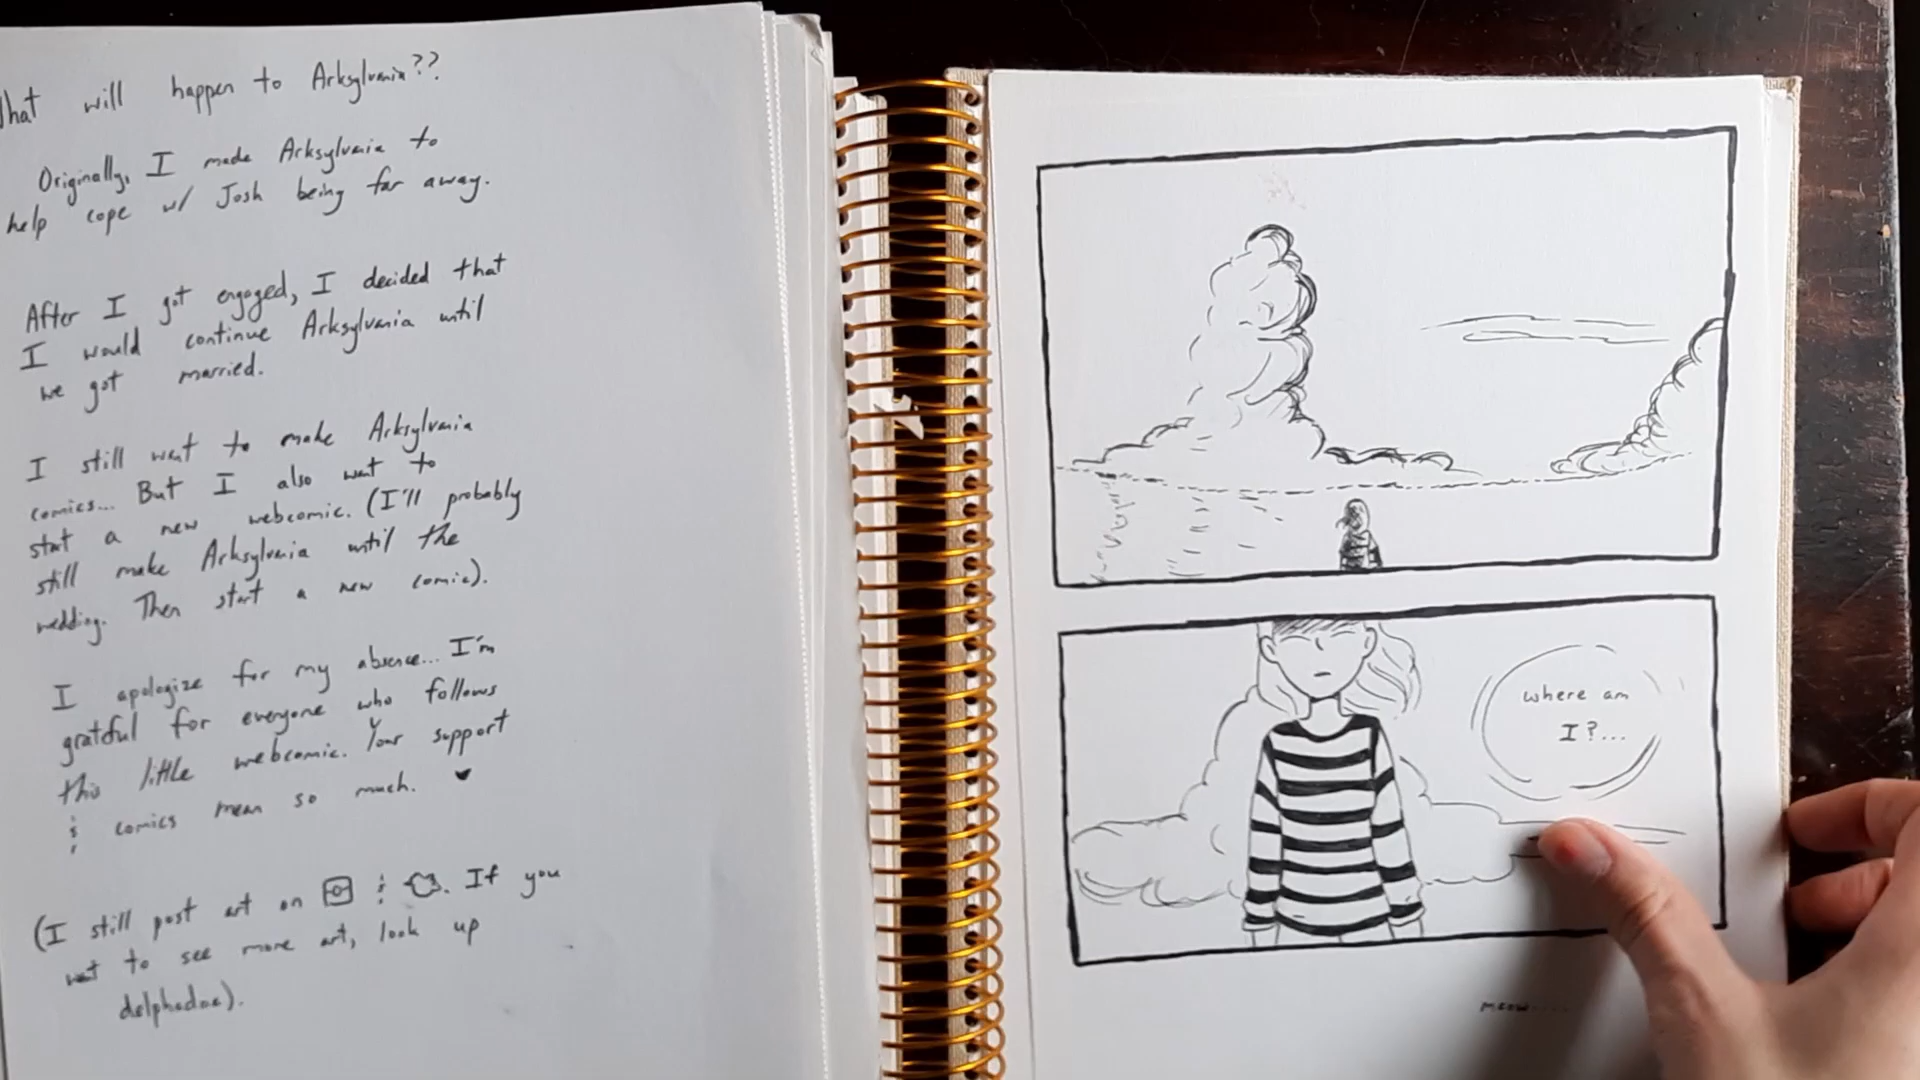 What will happen to Arksylvania??
Originally, I made Arksylvania to
help cope w/ Josh being far away.
After I got engaged, I decided that
I would continue Arksylvania until
we got married.
I still want to make Arksylvania
comics... But I also want to
start a new webcomic. (I'll probably
still make Arksylvania until the
wedding. Then start a new comic).
I apologize for my absence... I'm
grateful for everyone who follows
this little webcomic. Your support
& comics mean so much. ♥
(I still post art on & . If you
want to see more art, look up
delphadae).
where am
I?...
meow